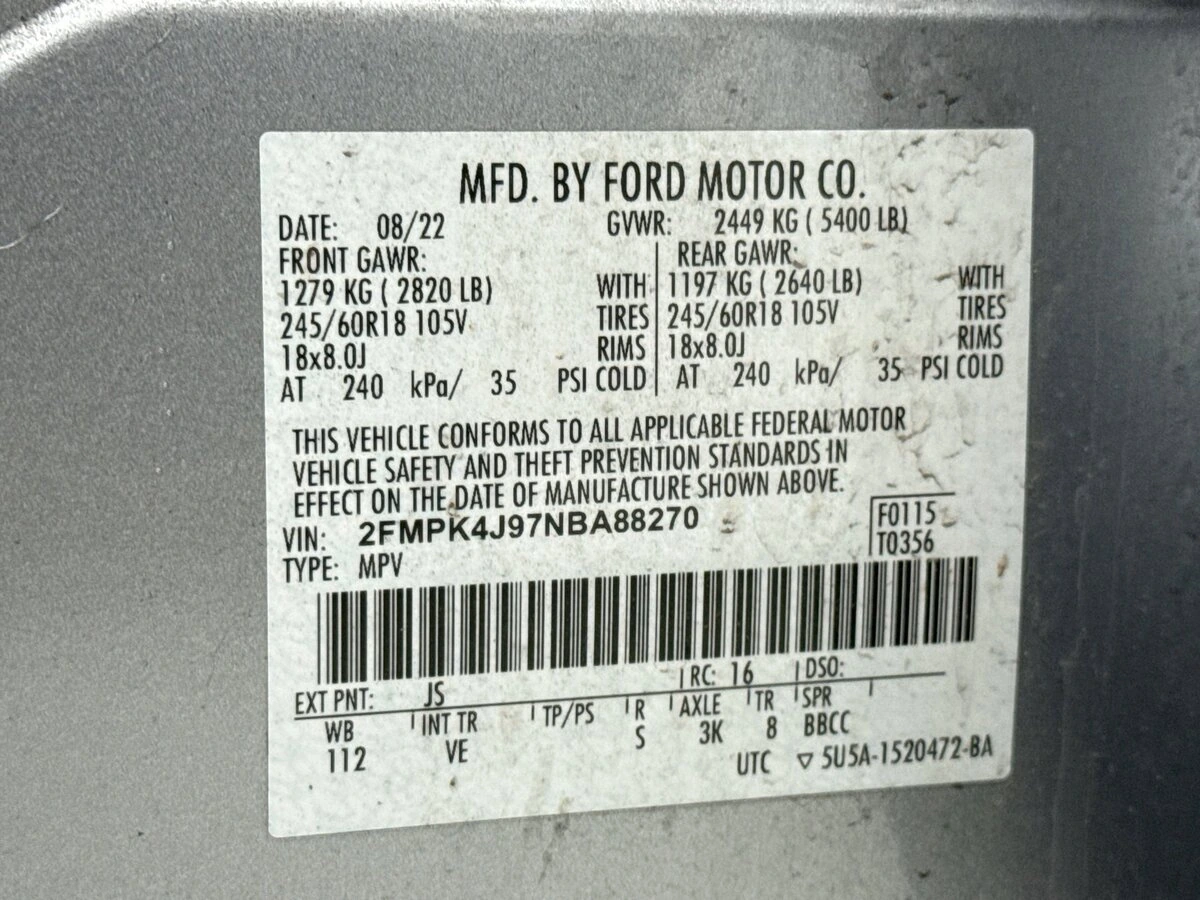 MFD. BY FORD MOTOR CO.
DATE: 08/22 GVWR: 2449 KG ( 5400 LB)
FRONT GAWR: REAR GAWR:
1279 KG ( 2820 LB) WITH 1197 KG ( 2640 LB) WITH
245/60R18 105V TIRES 245/60R18 105V TIRES
18x8.0J RIMS 18x8.0J RIMS
AT 240 kPa/ 35 PSI COLD AT 240 kPa/ 35 PSI COLD
THIS VEHICLE CONFORMS TO ALL APPLICABLE FEDERAL MOTOR
VEHICLE SAFETY AND THEFT PREVENTION STANDARDS IN
EFFECT ON THE DATE OF MANUFACTURE SHOWN ABOVE.
VIN: 2FMPK4J97NBA88270 F0115
TYPE: MPV T0356
EXT PNT: JS RC: 16 DSO:
WB INT TR TP/PS R AXLE TR SPR
112 VE S 3K 8 BBCC
UTC ▽ 5U5A-1520472-BA